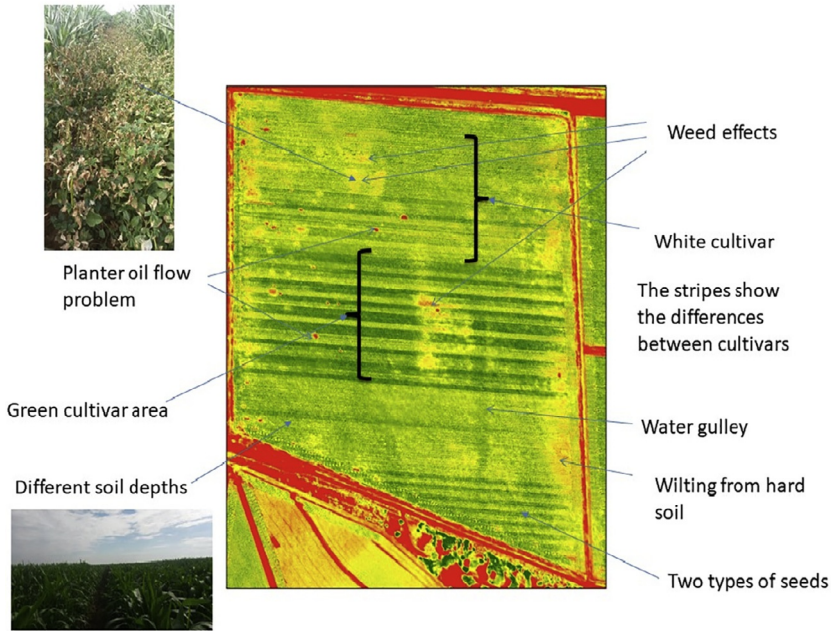 Weed effects
White cultivar
Planter oil flow
problem
The stripes show
the differences
between cultivars
Green cultivar area
Water gulley
Different soil depths
Wilting from hard
soil
Two types of seeds